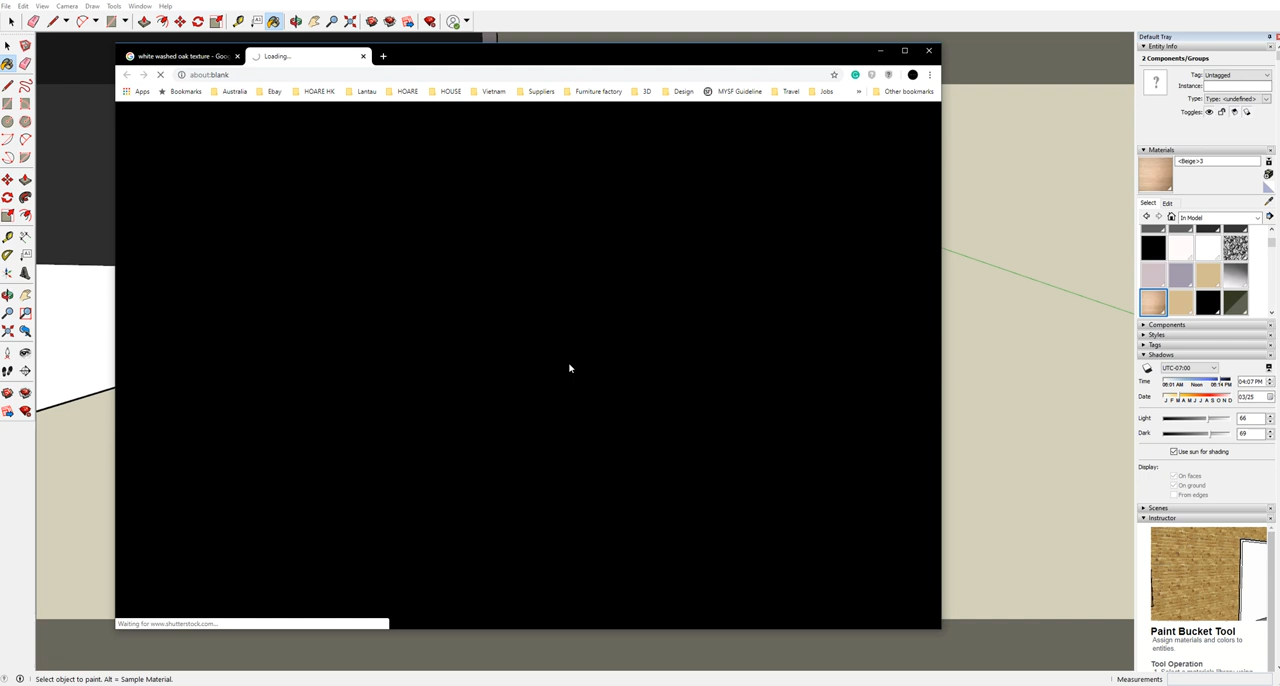 File Edit View Camera Draw Tools Window Help
Default Tray
Entity Info
2 Components/Groups
Tag: Untagged
Instance:
Type: Type: <undefined>
Toggles:
white washed oak texture - Goo
Loading...
about:blank
Apps Bookmarks Australia Ebay HOARE HK Lantau HOARE HOUSE Vietnam Suppliers Furniture factory 3D Design MYSF Guideline Travel Jobs » Other bookmarks
Materials
<Beige>3
Select Edit
In Model
Components
Styles
Tags
Shadows
UTC-07:00
Time 06:01 AM Noon 06:14 PM 04:07 PM
Date J F M A M J J A S O N D 03/25
Light 66
Dark 69
Use sun for shading
Display:
On faces
On ground
From edges
Scenes
Instructor
Paint Bucket Tool
Assign materials and colors to
entities.
Tool Operation
Waiting for www.shutterstock.com...
Select object to paint. Alt = Sample Material.
Measurements